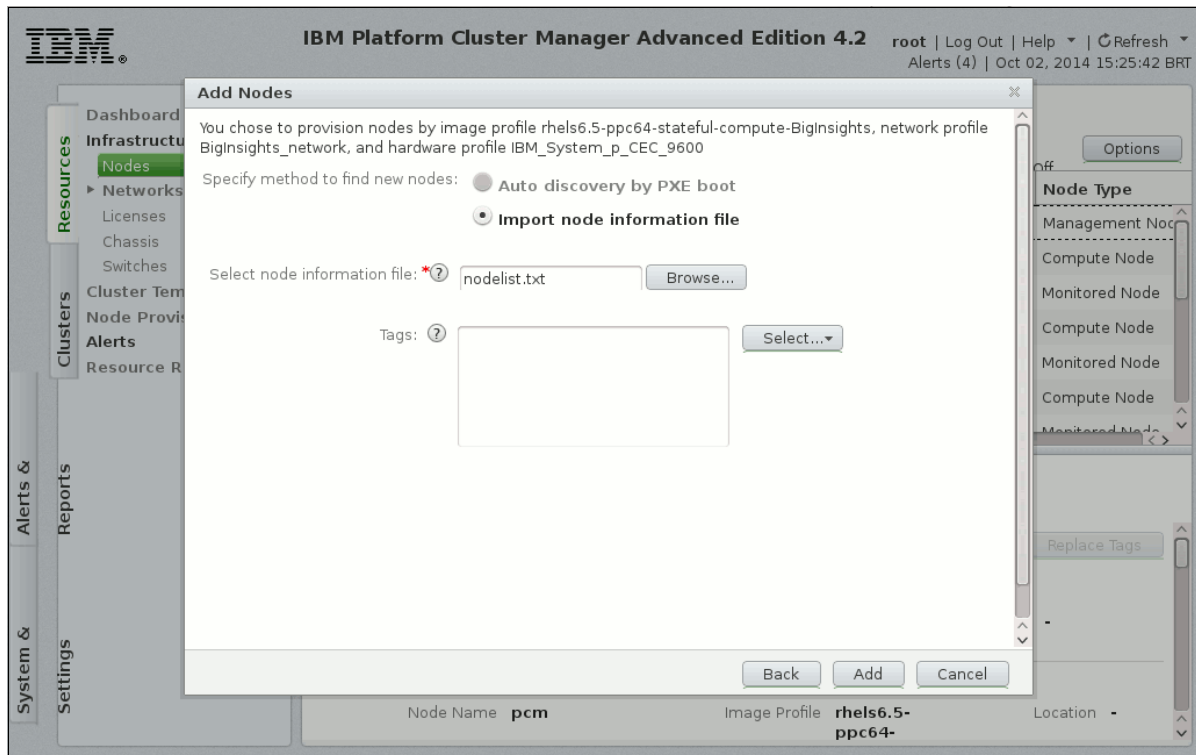 IBM®
IBM Platform Cluster Manager Advanced Edition 4.2
root | Log Out | Help | Refresh
Alerts (4) | Oct 02, 2014 15:25:42 BRT
Resources
Clusters
Reports
Alerts &
Settings
System &
Dashboard
Infrastructu
Nodes
Networks
Licenses
Chassis
Switches
Cluster Tem
Node Provis
Alerts
Resource R
Add Nodes
You chose to provision nodes by image profile rhels6.5-ppc64-stateful-compute-BigInsights, network profile
BigInsights_network, and hardware profile IBM_System_p_CEC_9600
Specify method to find new nodes:
Auto discovery by PXE boot
Import node information file
Select node information file: *?
nodelist.txt
Browse...
Tags: ?
Select...
Back
Add
Cancel
Options
Off
Node Type
Management Noc
Compute Node
Monitored Node
Compute Node
Monitored Node
Compute Node
Monitored Node
Replace Tags
-
Node Name pcm
Image Profile rhels6.5-
ppc64-
Location -